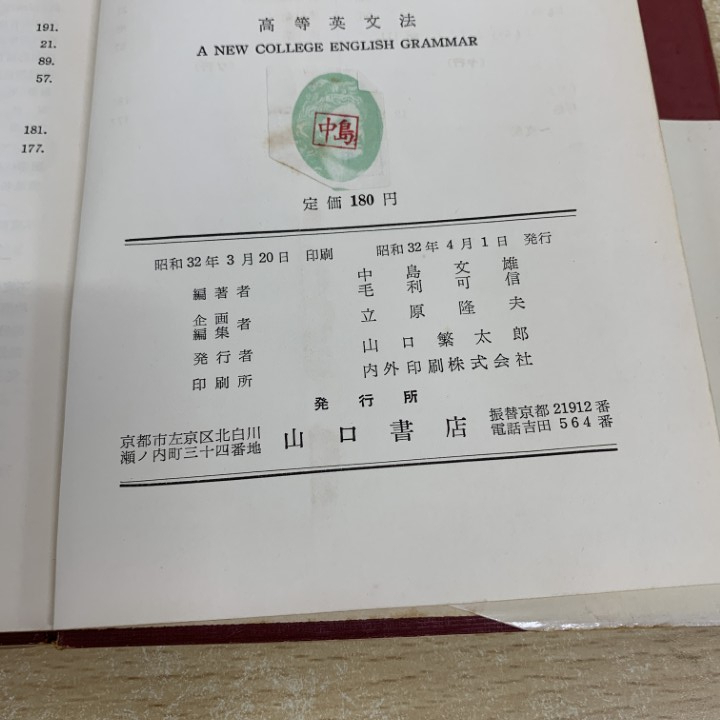 191.
21.
89.
57.
181.
177.
高等英文法
A NEW COLLEGE ENGLISH GRAMMAR
中島
定価 180 円
昭和32年3月20日 印刷 昭和32年4月1日 発行
編著者 中島文雄
毛利可信
企画編集者 立原隆夫
発行者 山口繁太郎
印刷所 内外印刷株式会社
発行所
京都市左京区北白川
瀬ノ内町三十四番地
山口書店
振替京都 21912 番
電話吉田 564 番